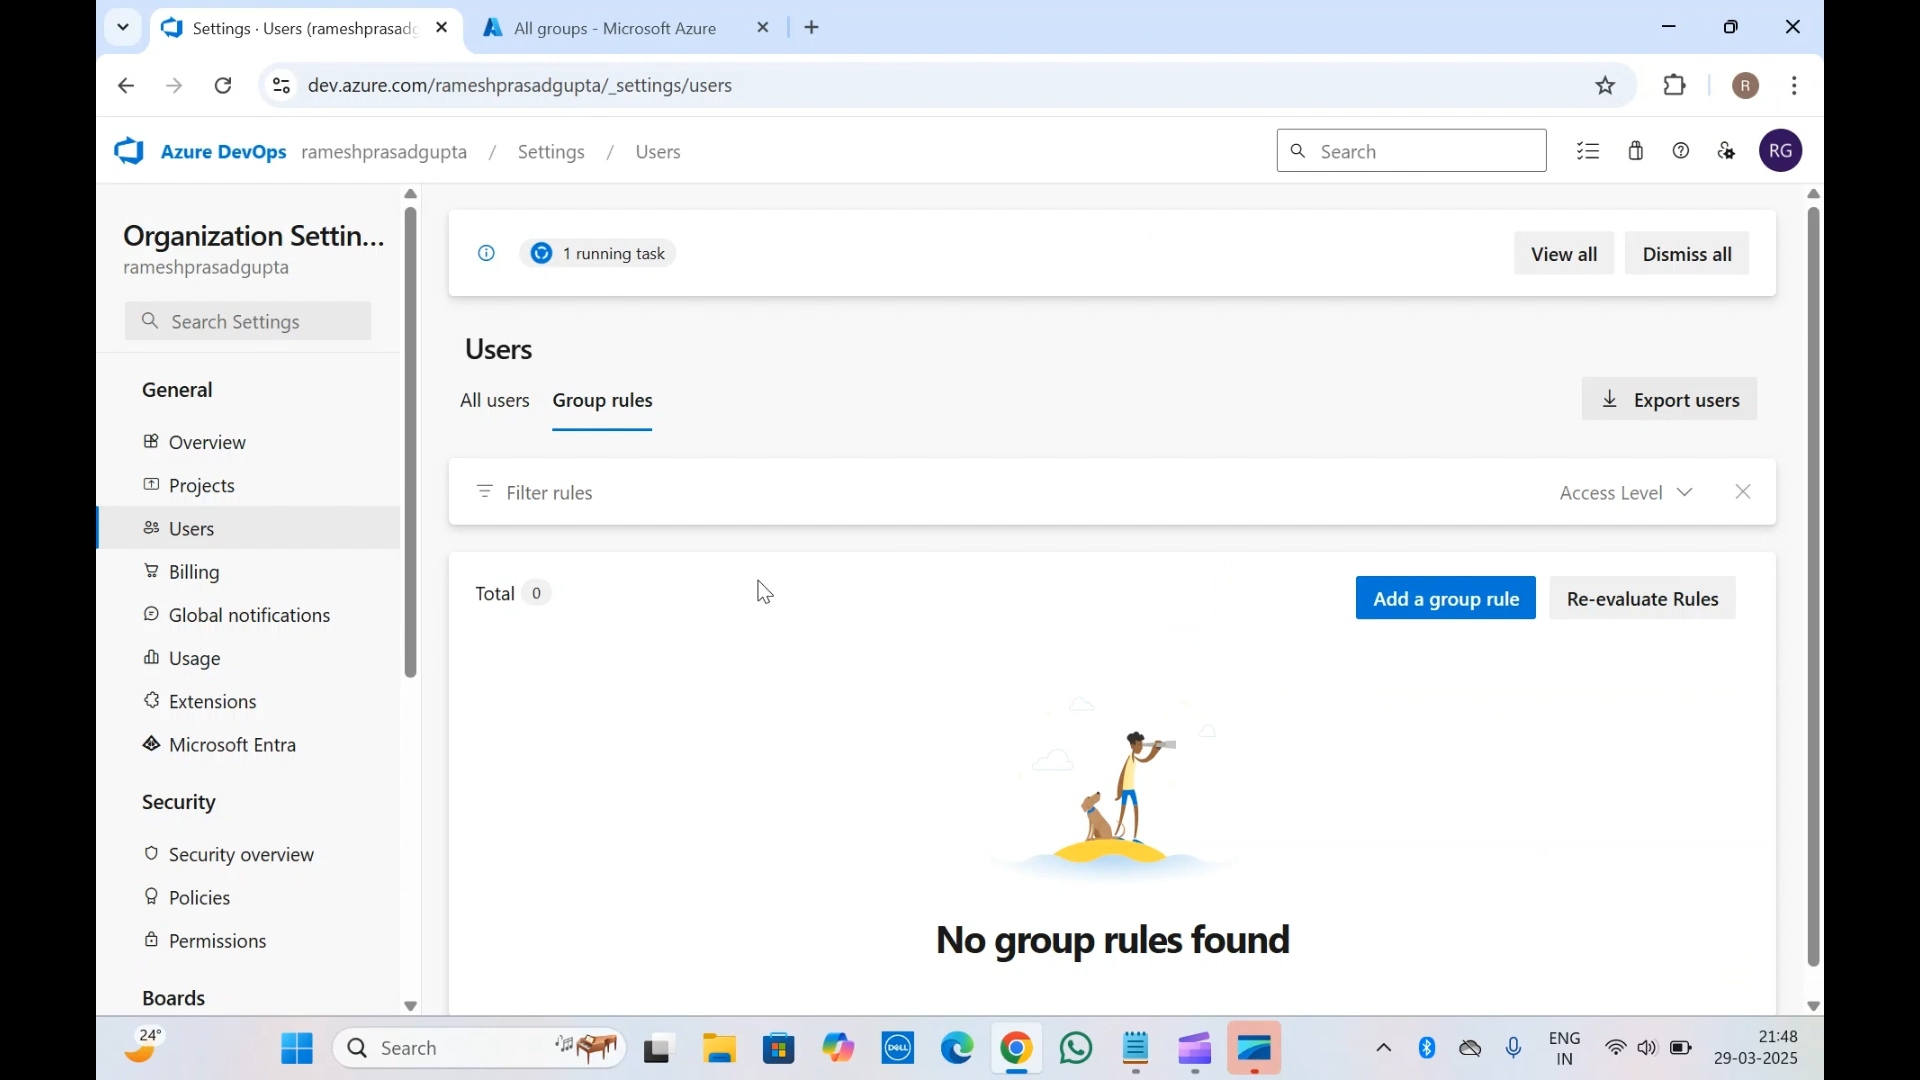 Settings · Users (rameshprasadg
All groups - Microsoft Azure
dev.azure.com/rameshprasadgupta/_settings/users
R
Azure DevOps rameshprasadgupta / Settings / Users
Search
RG
Organization Settin...
rameshprasadgupta
Search Settings
General
Overview
Projects
Users
Billing
Global notifications
Usage
Extensions
Microsoft Entra
Security
Security overview
Policies
Permissions
Boards
1 running task
View all
Dismiss all
Users
All users
Group rules
Export users
Filter rules
Access Level
Total 0
Add a group rule
Re-evaluate Rules
No group rules found
24°
Search
DELL
ENG
IN
21:48
29-03-2025